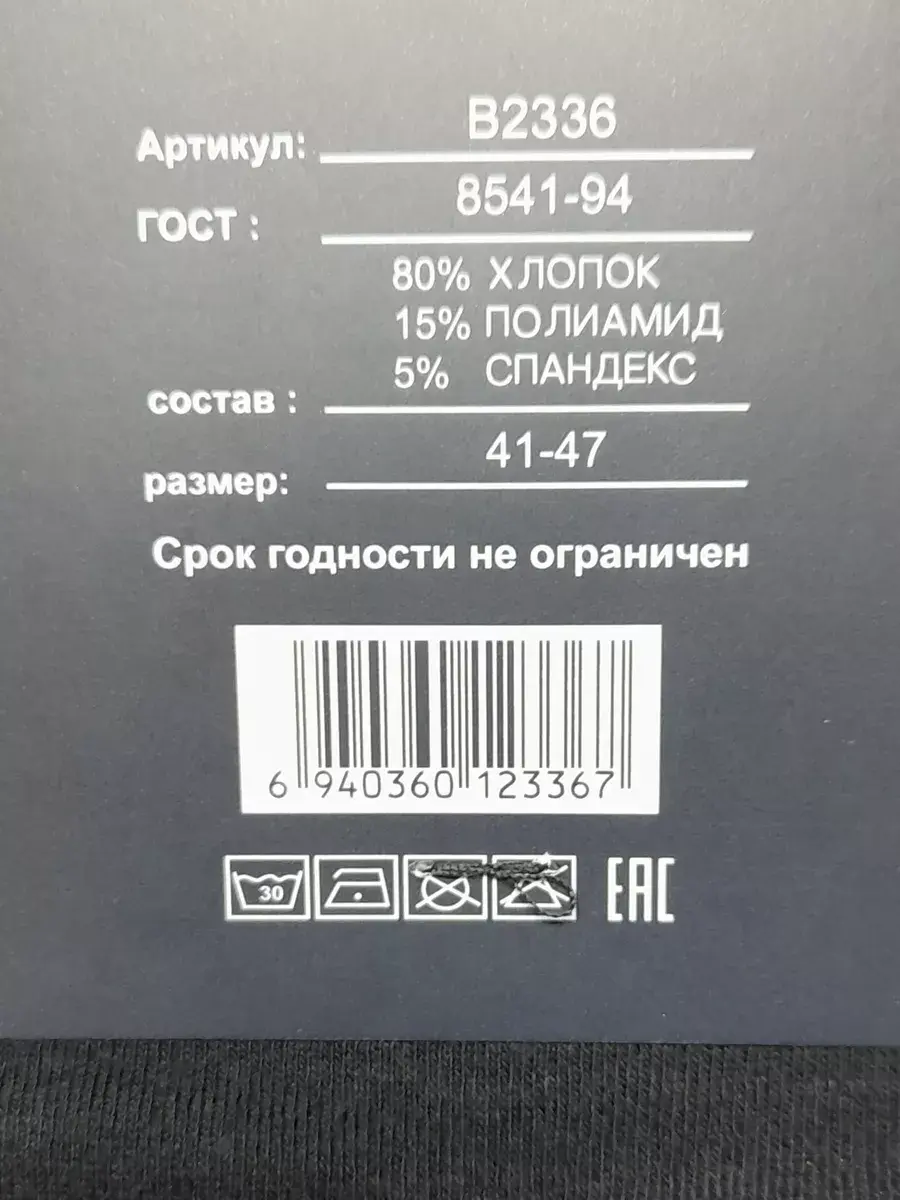 Артикул: B2336
ГОСТ : 8541-94
80% ХЛОПОК
15% ПОЛИАМИД
5% СПАНДЕКС
состав :
41-47
размер:
Срок годности не ограничен
6 940360 123367
30
EAC